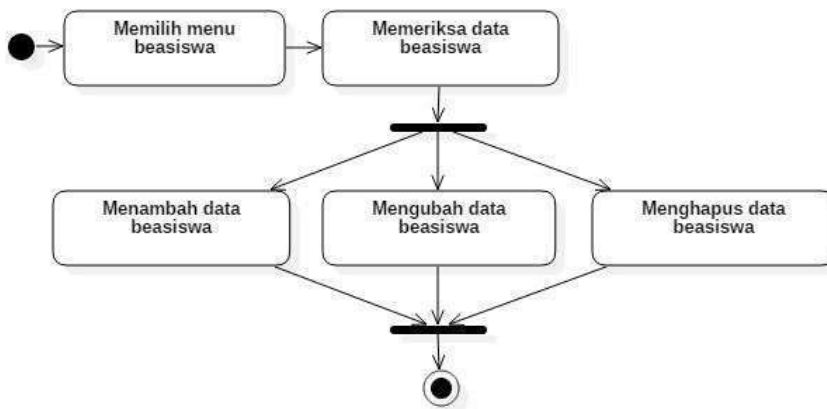 Memilih menu
beasiswa
Memeriksa data
beasiswa
Menambah data
beasiswa
Mengubah data
beasiswa
Menghapus data
beasiswa